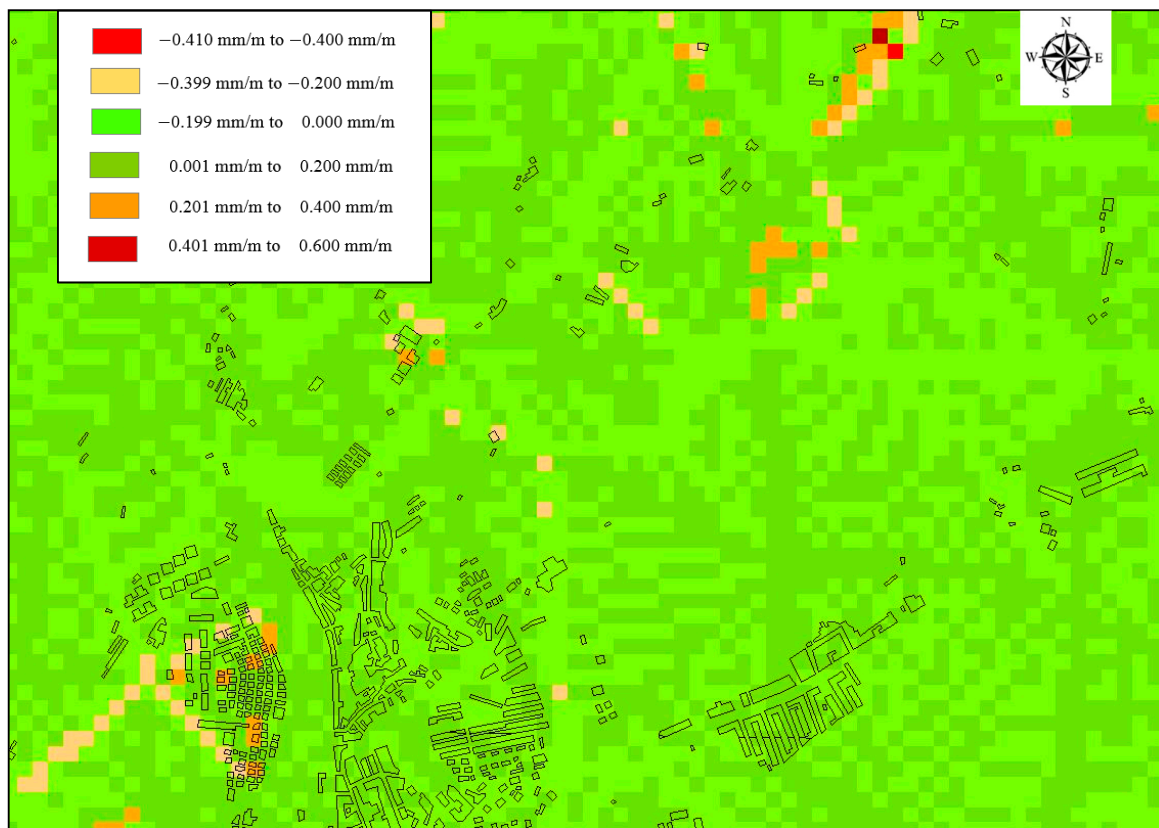 −0.410 mm/m to −0.400 mm/m
−0.399 mm/m to −0.200 mm/m
−0.199 mm/m to 0.000 mm/m
0.001 mm/m to 0.200 mm/m
0.201 mm/m to 0.400 mm/m
0.401 mm/m to 0.600 mm/m
N
W E
S